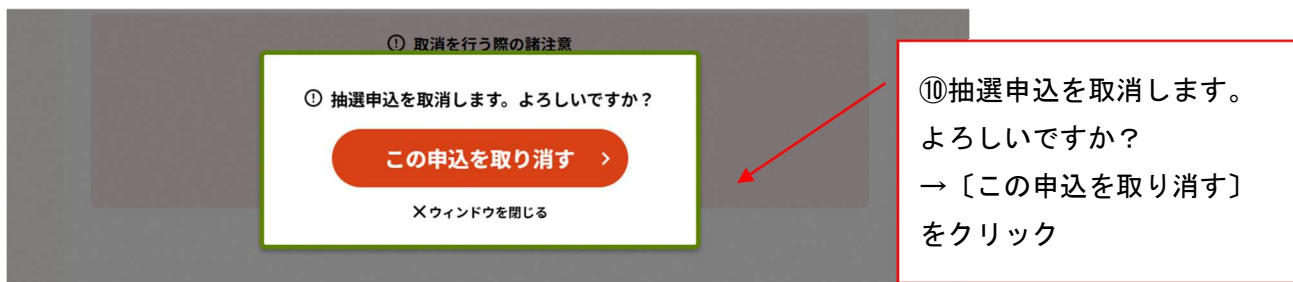 ① 取消を行う際の諸注意
① 抽選申込を取消します。よろしいですか？
この申込を取り消す >
×ウィンドウを閉じる
⑩抽選申込を取消します。
よろしいですか？
→〔この申込を取り消す〕
をクリック